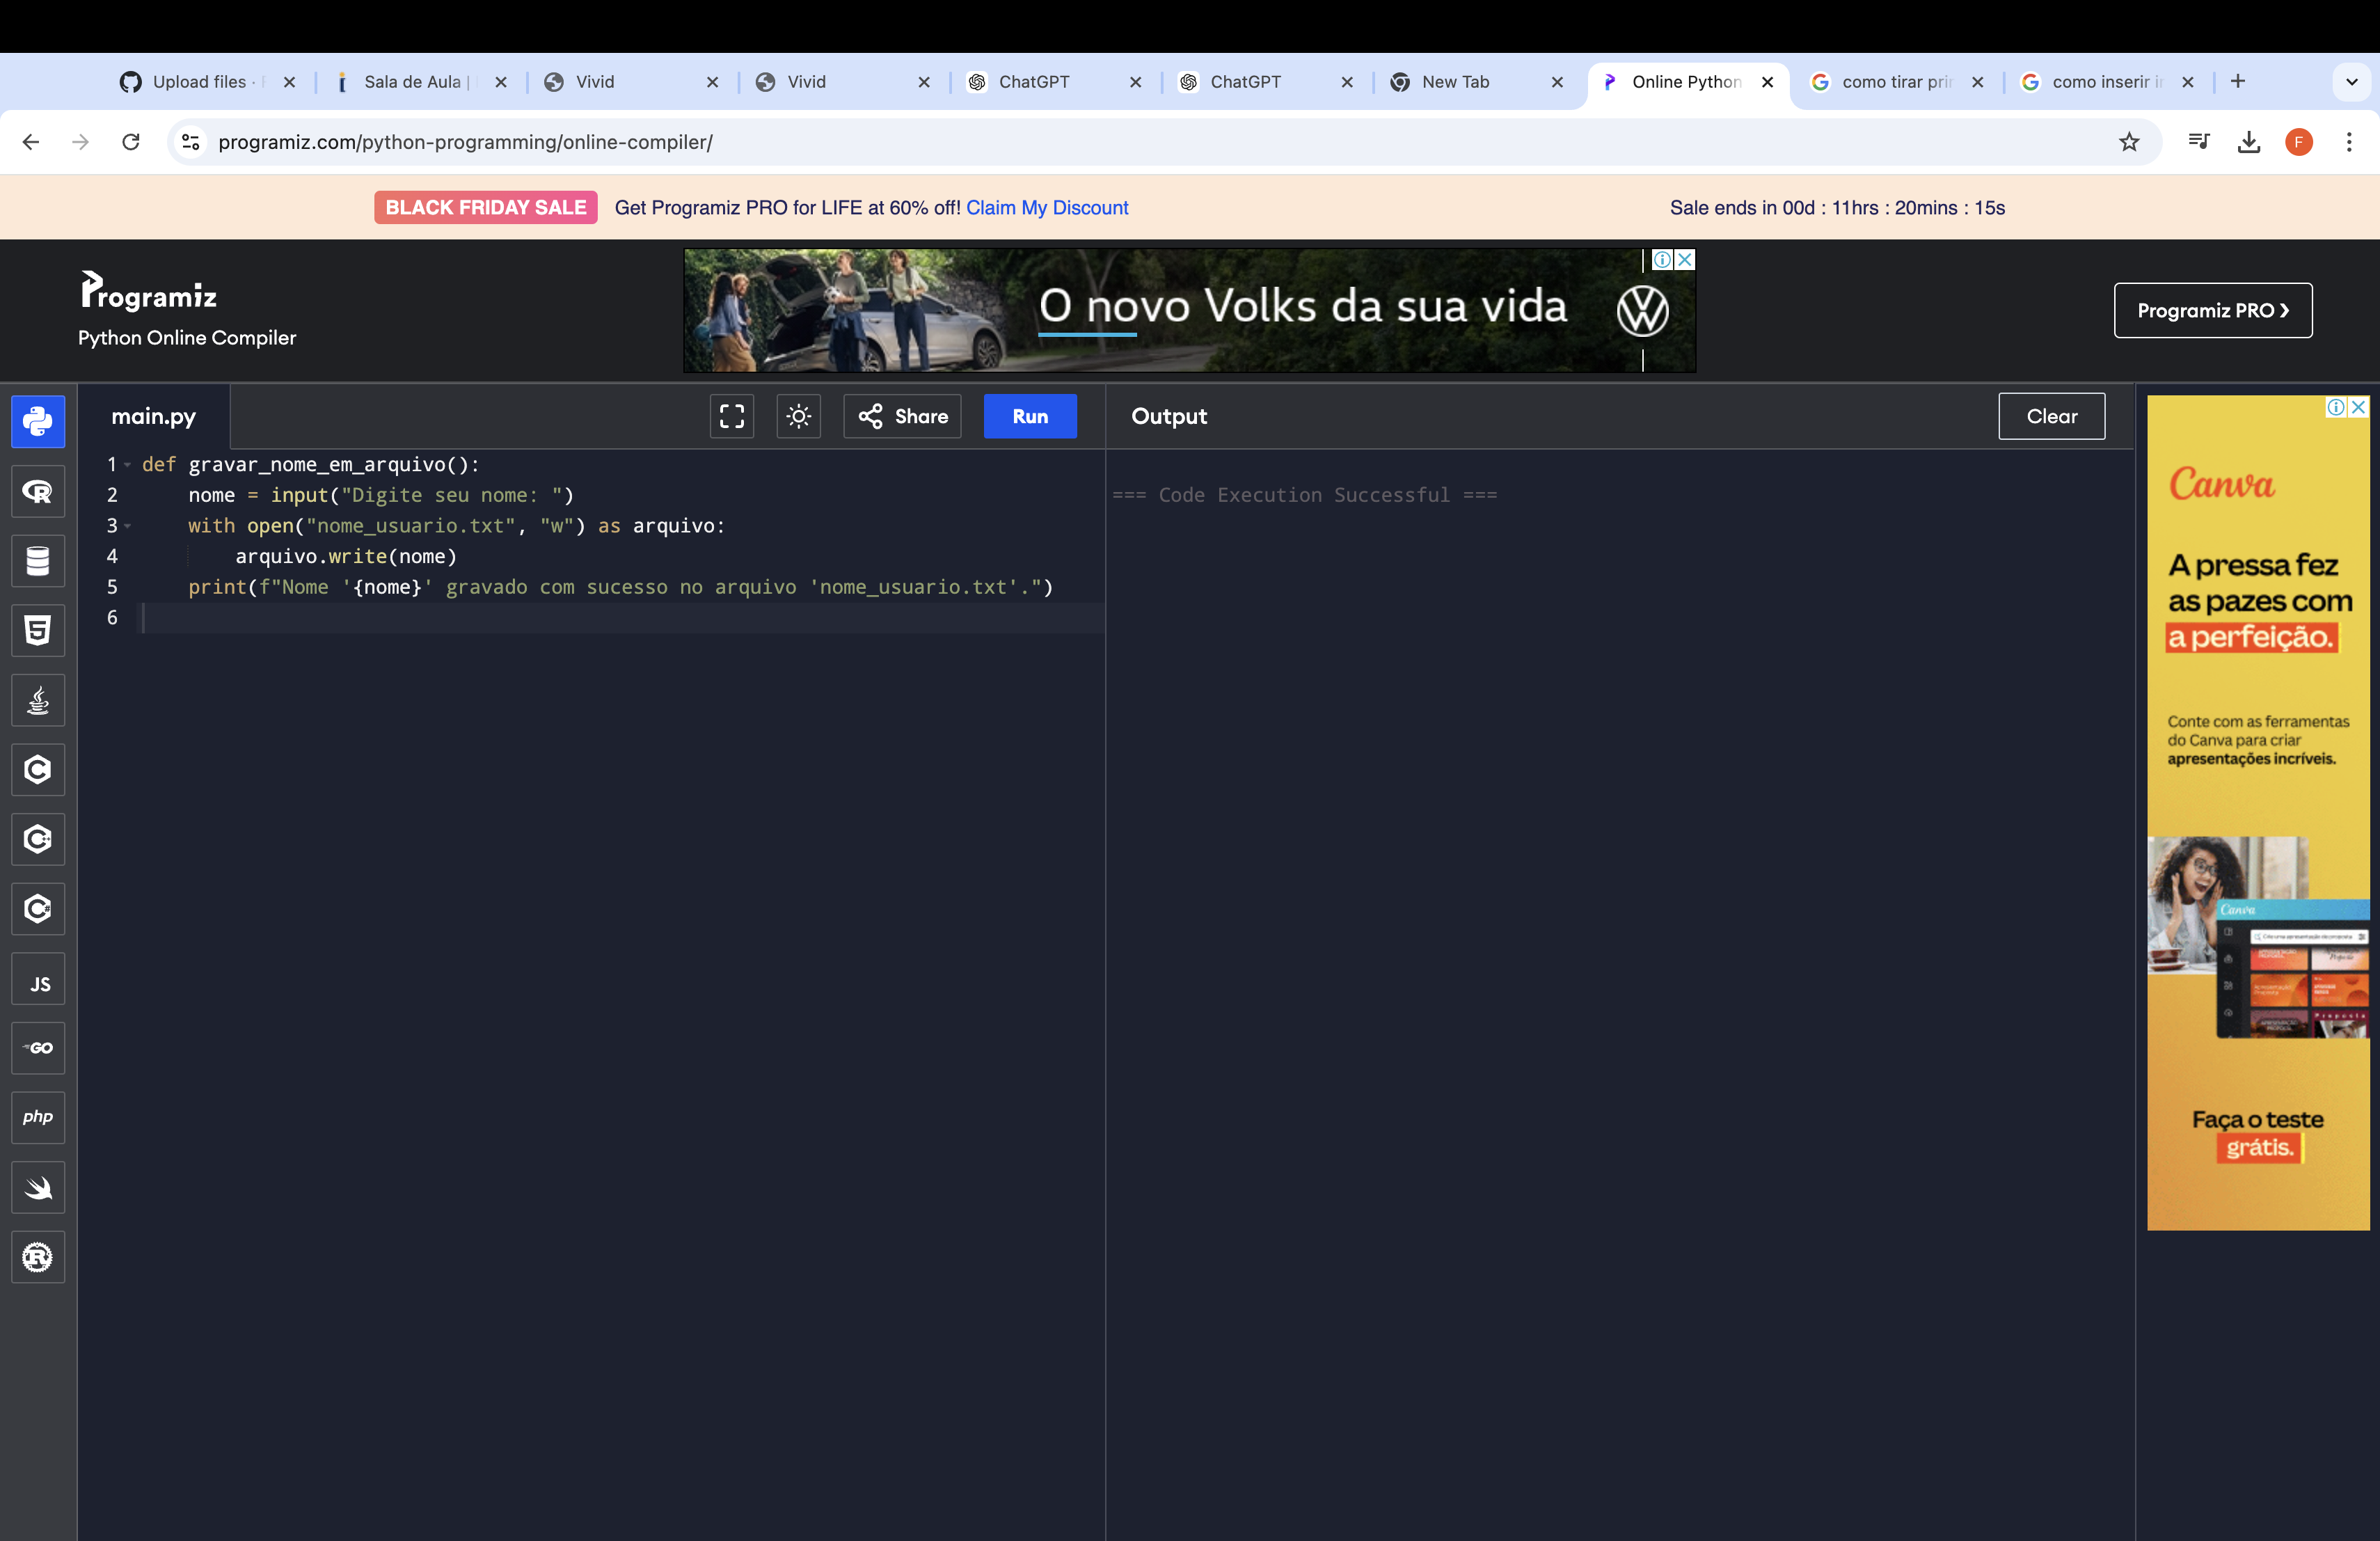 Upload files ·
Sala de Aula |
Vivid
Vivid
ChatGPT
ChatGPT
New Tab
Online Python
como tirar prin
como inserir i
programiz.com/python-programming/online-compiler/
F
BLACK FRIDAY SALE
Get Programiz PRO for LIFE at 60% off! Claim My Discount
Sale ends in 00d : 11hrs : 20mins : 15s
Programiz
Python Online Compiler
O novo Volks da sua vida
Programiz PRO
main.py
Share
Run
Output
Clear
1 def gravar_nome_em_arquivo():
2 nome = input("Digite seu nome: ")
3 with open("nome_usuario.txt", "w") as arquivo:
4 arquivo.write(nome)
5 print(f"Nome '{nome}' gravado com sucesso no arquivo 'nome_usuario.txt'.")
6
=== Code Execution Successful ===
JS
GO
php
Canva
A pressa fez
as pazes com
a perfeição.
Conte com as ferramentas
do Canva para criar
apresentações incríveis.
Canva
Faça o teste
grátis.